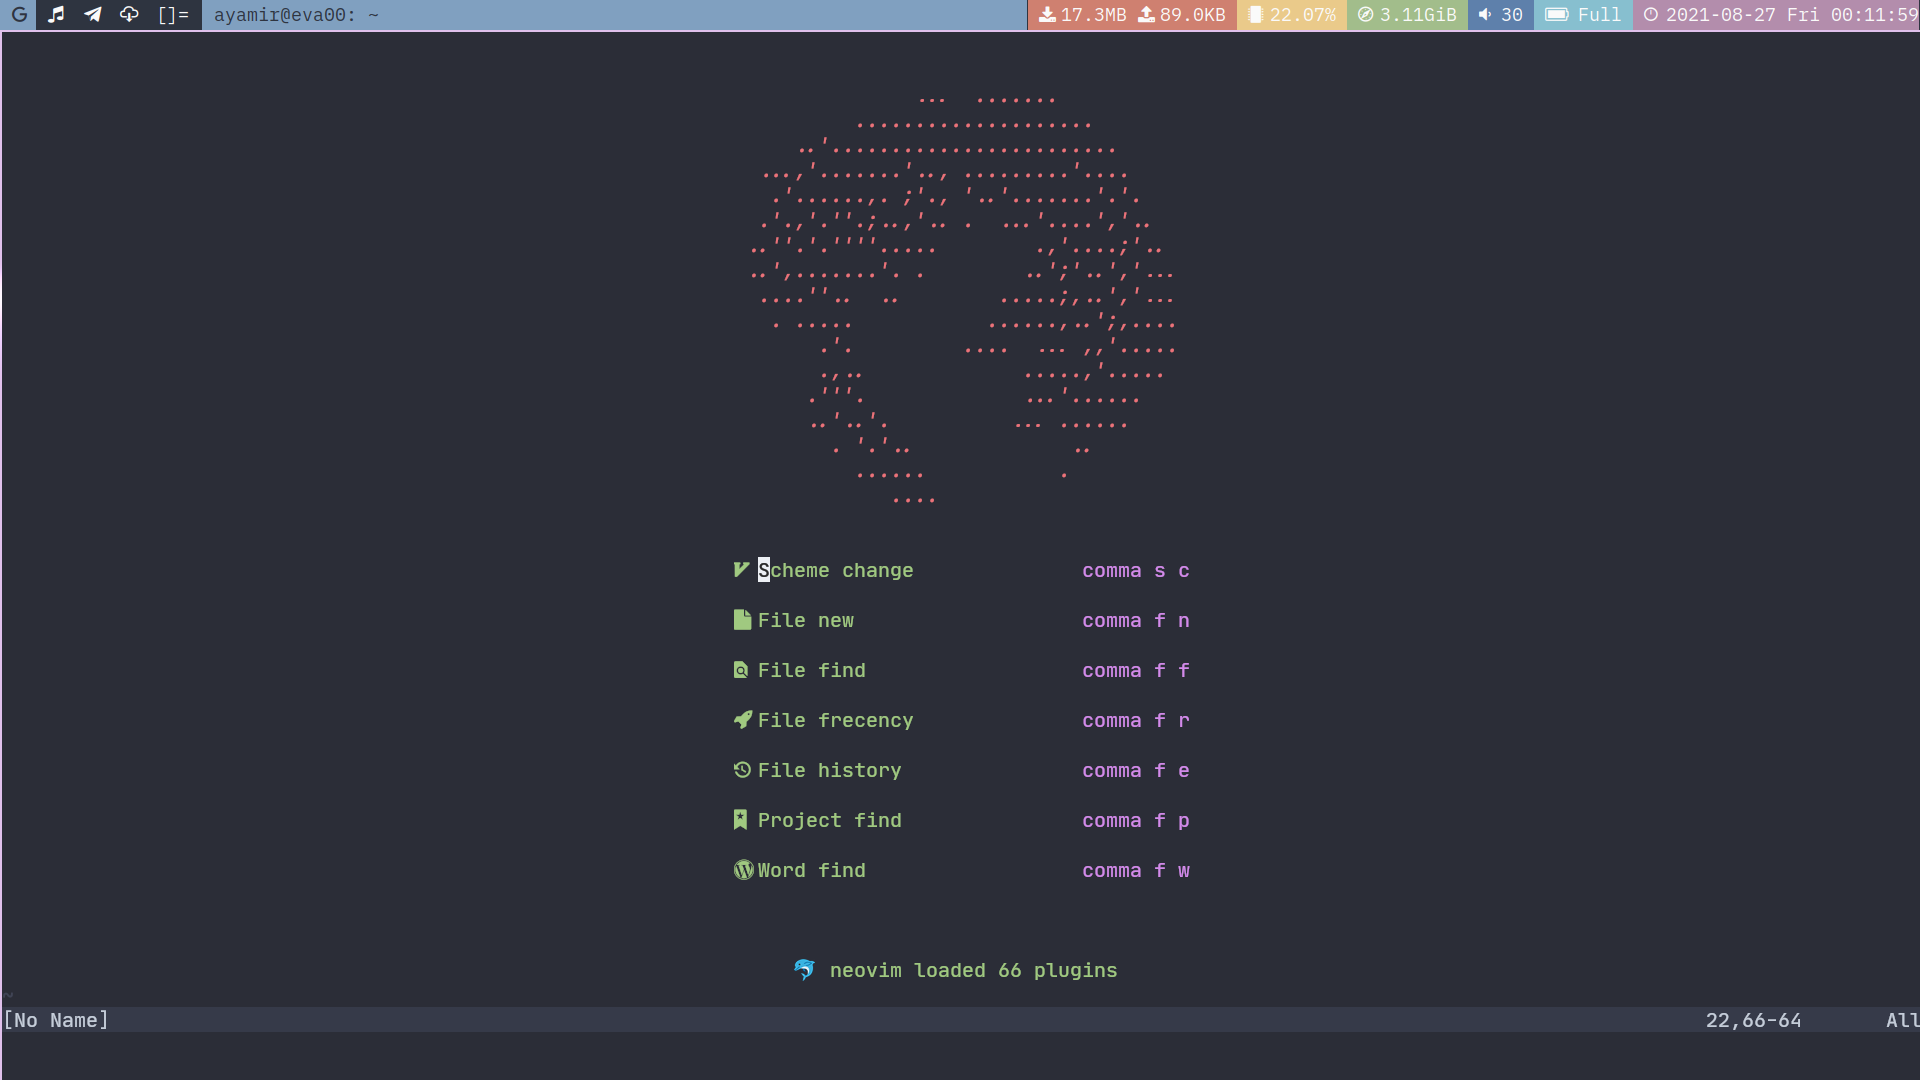 []= ayamir@eva00: ~ 17.3MB 89.0KB 22.07% 3.11GiB 30 Full 2021-08-27 Fri 00:11:59
Scheme change comma s c
File new comma f n
File find comma f f
File frecency comma f r
File history comma f e
Project find comma f p
Word find comma f w
neovim loaded 66 plugins
~
[No Name] 22,66-64 All